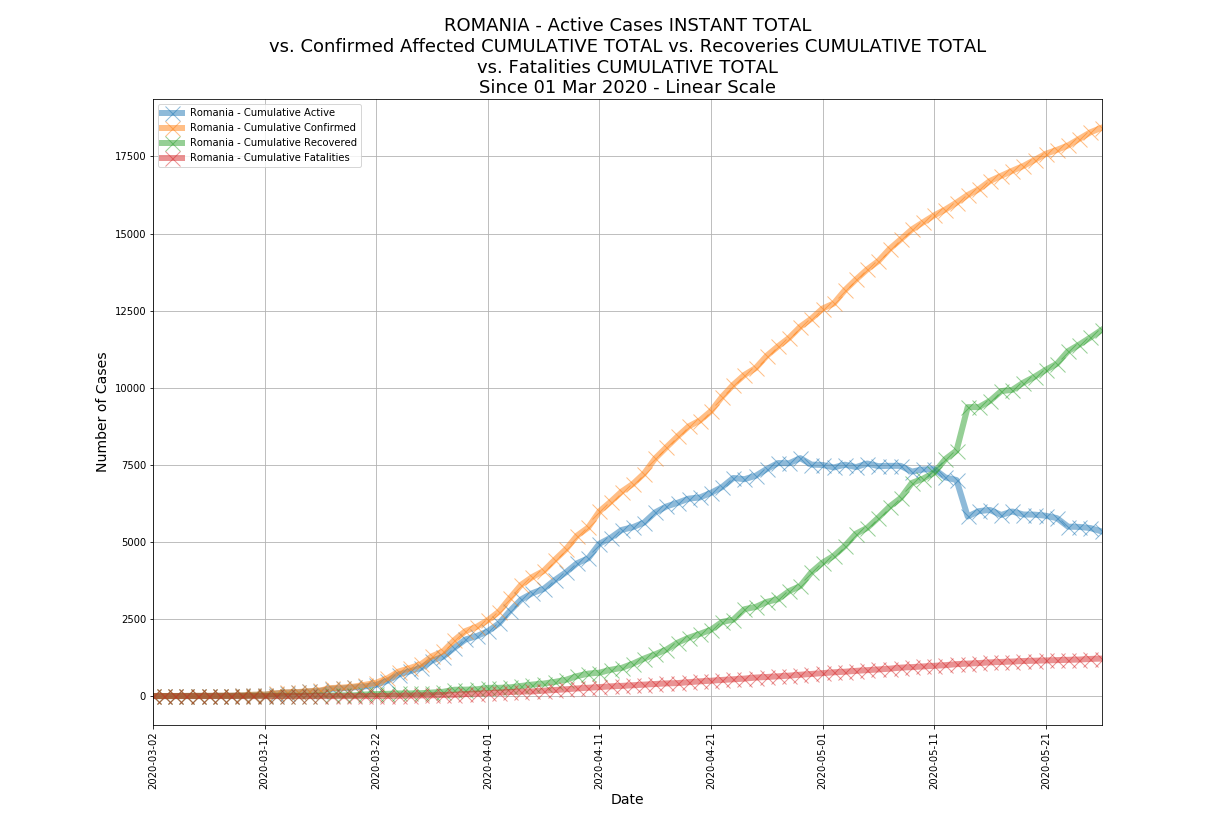 ROMANIA - Active Cases INSTANT TOTAL
vs. Confirmed Affected CUMULATIVE TOTAL vs. Recoveries CUMULATIVE TOTAL
vs. Fatalities CUMULATIVE TOTAL
Since 01 Mar 2020 - Linear Scale
Romania - Cumulative Active
Romania - Cumulative Confirmed
Romania - Cumulative Recovered
Romania - Cumulative Fatalities
17500
15000
12500
10000
7500
5000
2500
0
Number of Cases
2020-03-02
2020-03-12
2020-03-22
2020-04-01
2020-04-11
2020-04-21
2020-05-01
2020-05-11
2020-05-21
Date